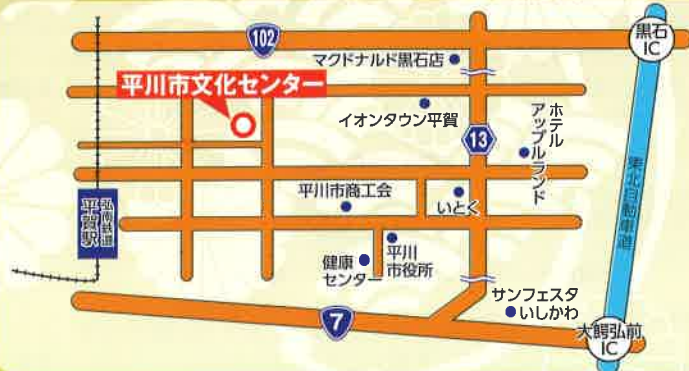 102
黒石
IC
マクドナルド黒石店
平川市文化センター
イオンタウン平賀
ホテル
アップルランド
13
東北自動車道
平川市商工会
いとく
弘南鉄道
平賀駅
健康
センター
平川
市役所
サンフェスタ
いしかわ
7
大鰐弘前
IC